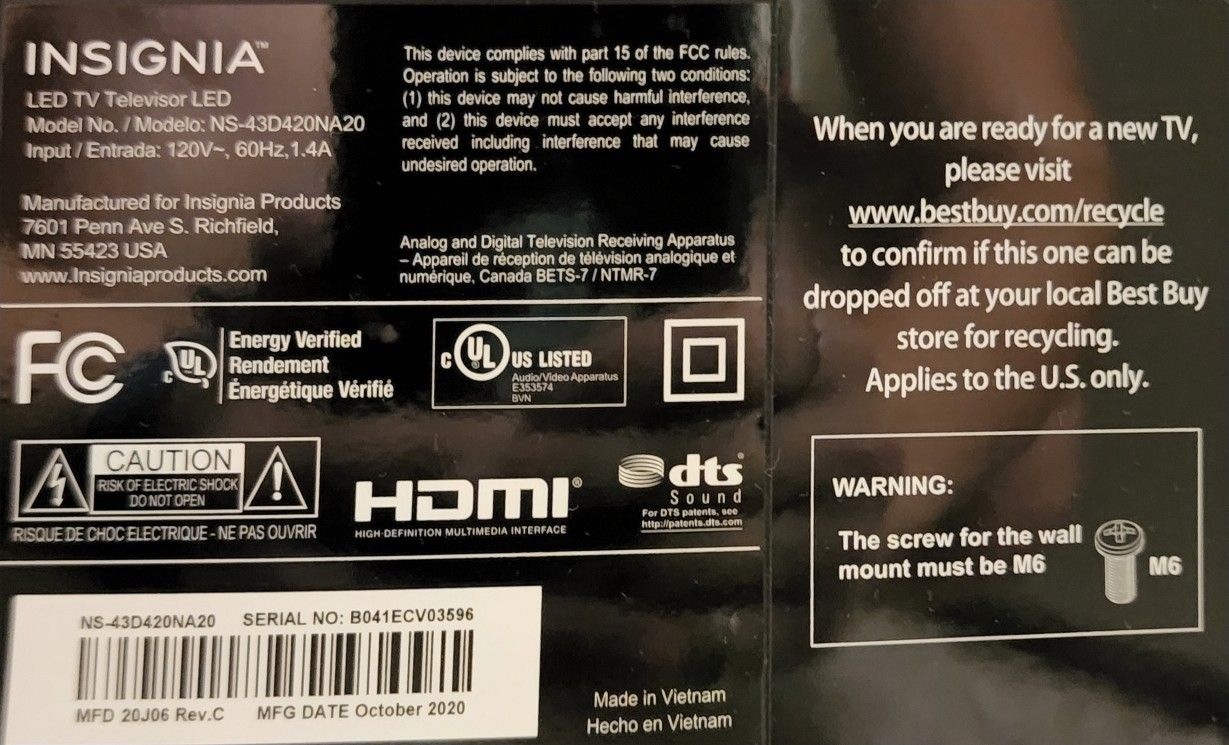 INSIGNIA™
LED TV Televisor LED
Model No. / Modelo: NS-43D420NA20
Input / Entrada: 120V~, 60Hz,1.4A
Manufactured for Insignia Products
7601 Penn Ave S. Richfield,
MN 55423 USA
www.Insigniaproducts.com
This device complies with part 15 of the FCC rules.
Operation is subject to the following two conditions:
(1) this device may not cause harmful interference,
and (2) this device must accept any interference
received including interference that may cause
undesired operation.
Analog and Digital Television Receiving Apparatus
– Appareil de réception de télévision analogique et
numérique, Canada BETS-7 / NTMR-7
FC
c UL
Energy Verified
Rendement
Énergétique Vérifié
c UL US LISTED
Audio/Video Apparatus
E353574
BVN
CAUTION
RISK OF ELECTRIC SHOCK
DO NOT OPEN
RISQUE DE CHOC ELECTRIQUE - NE PAS OUVRIR
HDMI®
HIGH-DEFINITION MULTIMEDIA INTERFACE
dts®
Sound
For DTS patents, see
http://patents.dts.com
NS-43D420NA20 SERIAL NO: B041ECV03596
MFD 20J06 Rev.C MFG DATE October 2020
Made in Vietnam
Hecho en Vietnam
When you are ready for a new TV,
please visit
www.bestbuy.com/recycle
to confirm if this one can be
dropped off at your local Best Buy
store for recycling.
Applies to the U.S. only.
WARNING:
The screw for the wall
mount must be M6
M6